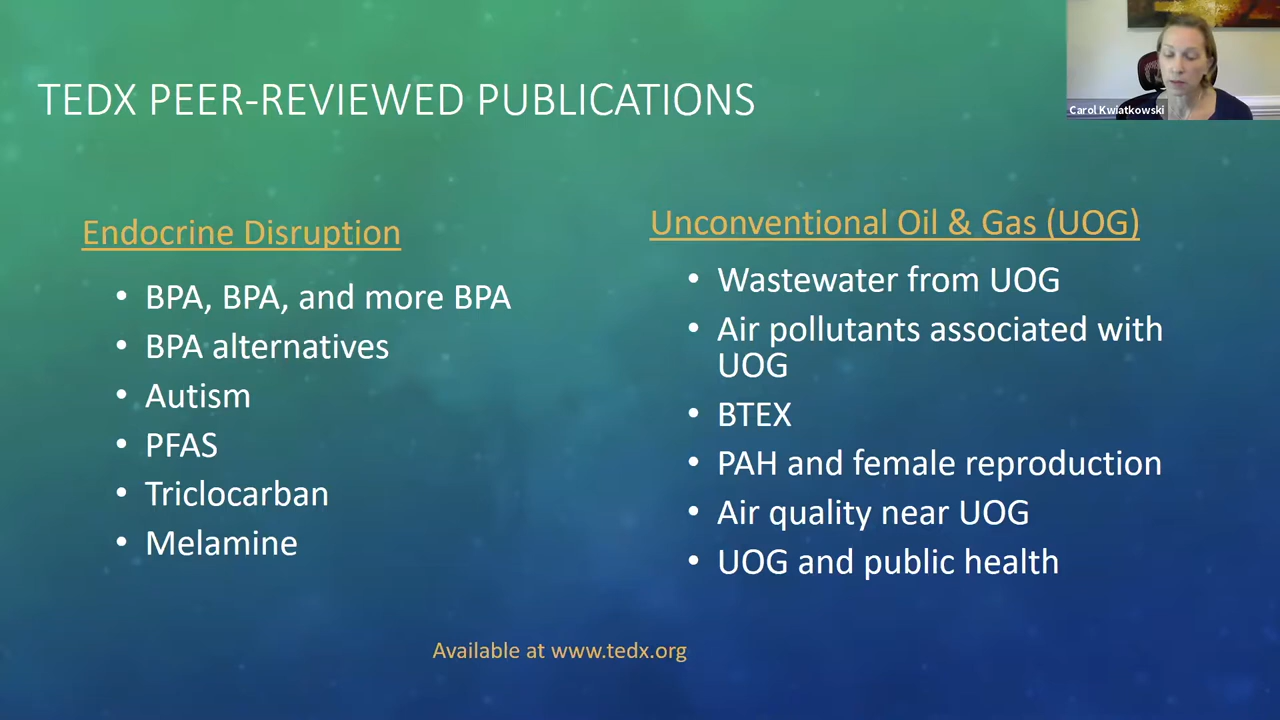 TEDX PEER-REVIEWED PUBLICATIONS
Carol Kwiatkowski
Endocrine Disruption
• BPA, BPA, and more BPA
• BPA alternatives
• Autism
• PFAS
• Triclocarban
• Melamine
Unconventional Oil & Gas (UOG)
• Wastewater from UOG
• Air pollutants associated with
UOG
• BTEX
• PAH and female reproduction
• Air quality near UOG
• UOG and public health
Available at www.tedx.org